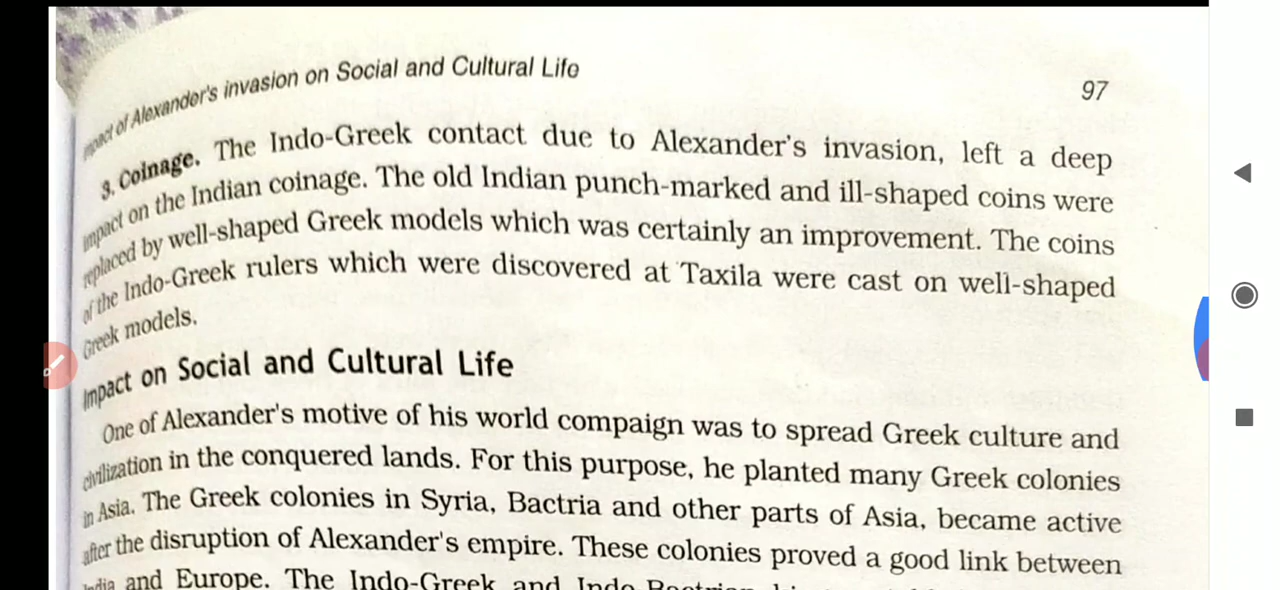 Impact of Alexander's invasion on Social and Cultural Life
97
3. Coinage. The Indo-Greek contact due to Alexander's invasion, left a deep
impact on the Indian coinage. The old Indian punch-marked and ill-shaped coins were
replaced by well-shaped Greek models which was certainly an improvement. The coins
of the Indo-Greek rulers which were discovered at Taxila were cast on well-shaped
Greek models.
Impact on Social and Cultural Life
One of Alexander's motive of his world compaign was to spread Greek culture and
civilization in the conquered lands. For this purpose, he planted many Greek colonies
in Asia. The Greek colonies in Syria, Bactria and other parts of Asia, became active
after the disruption of Alexander's empire. These colonies proved a good link between
India and Europe. The Indo-Greek and